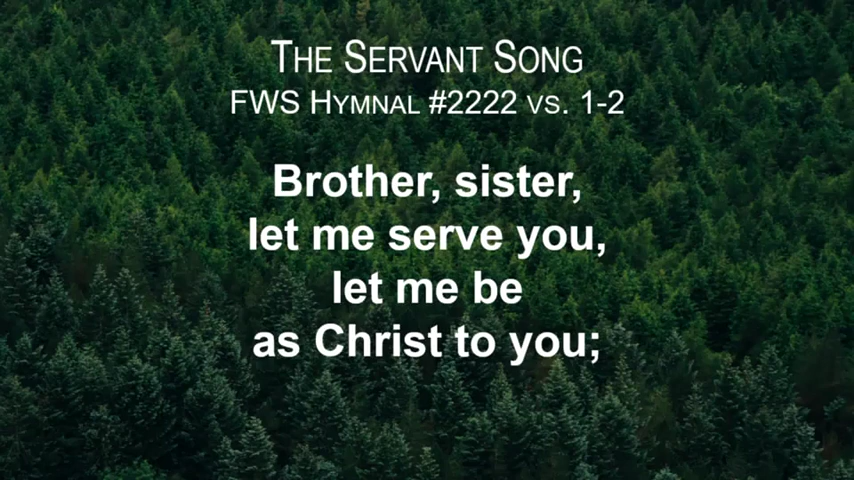 The Servant Song
FWS Hymnal #2222 vs. 1-2
Brother, sister,
let me serve you,
let me be
as Christ to you;